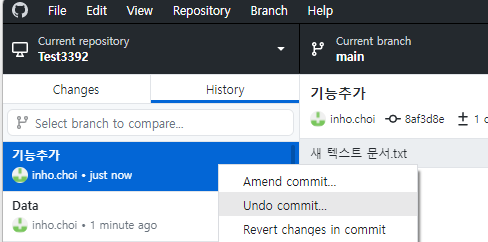 File Edit View Repository Branch Help
Current repository
Test3392
Current branch
main
Changes History
Select branch to compare...
기능추가
inho.choi • just now
Data
inho.choi • 1 minute ago
Amend commit...
Undo commit...
Revert changes in commit
기능추가
inho.choi 8af3d8e 1 c
새 텍스트 문서.txt